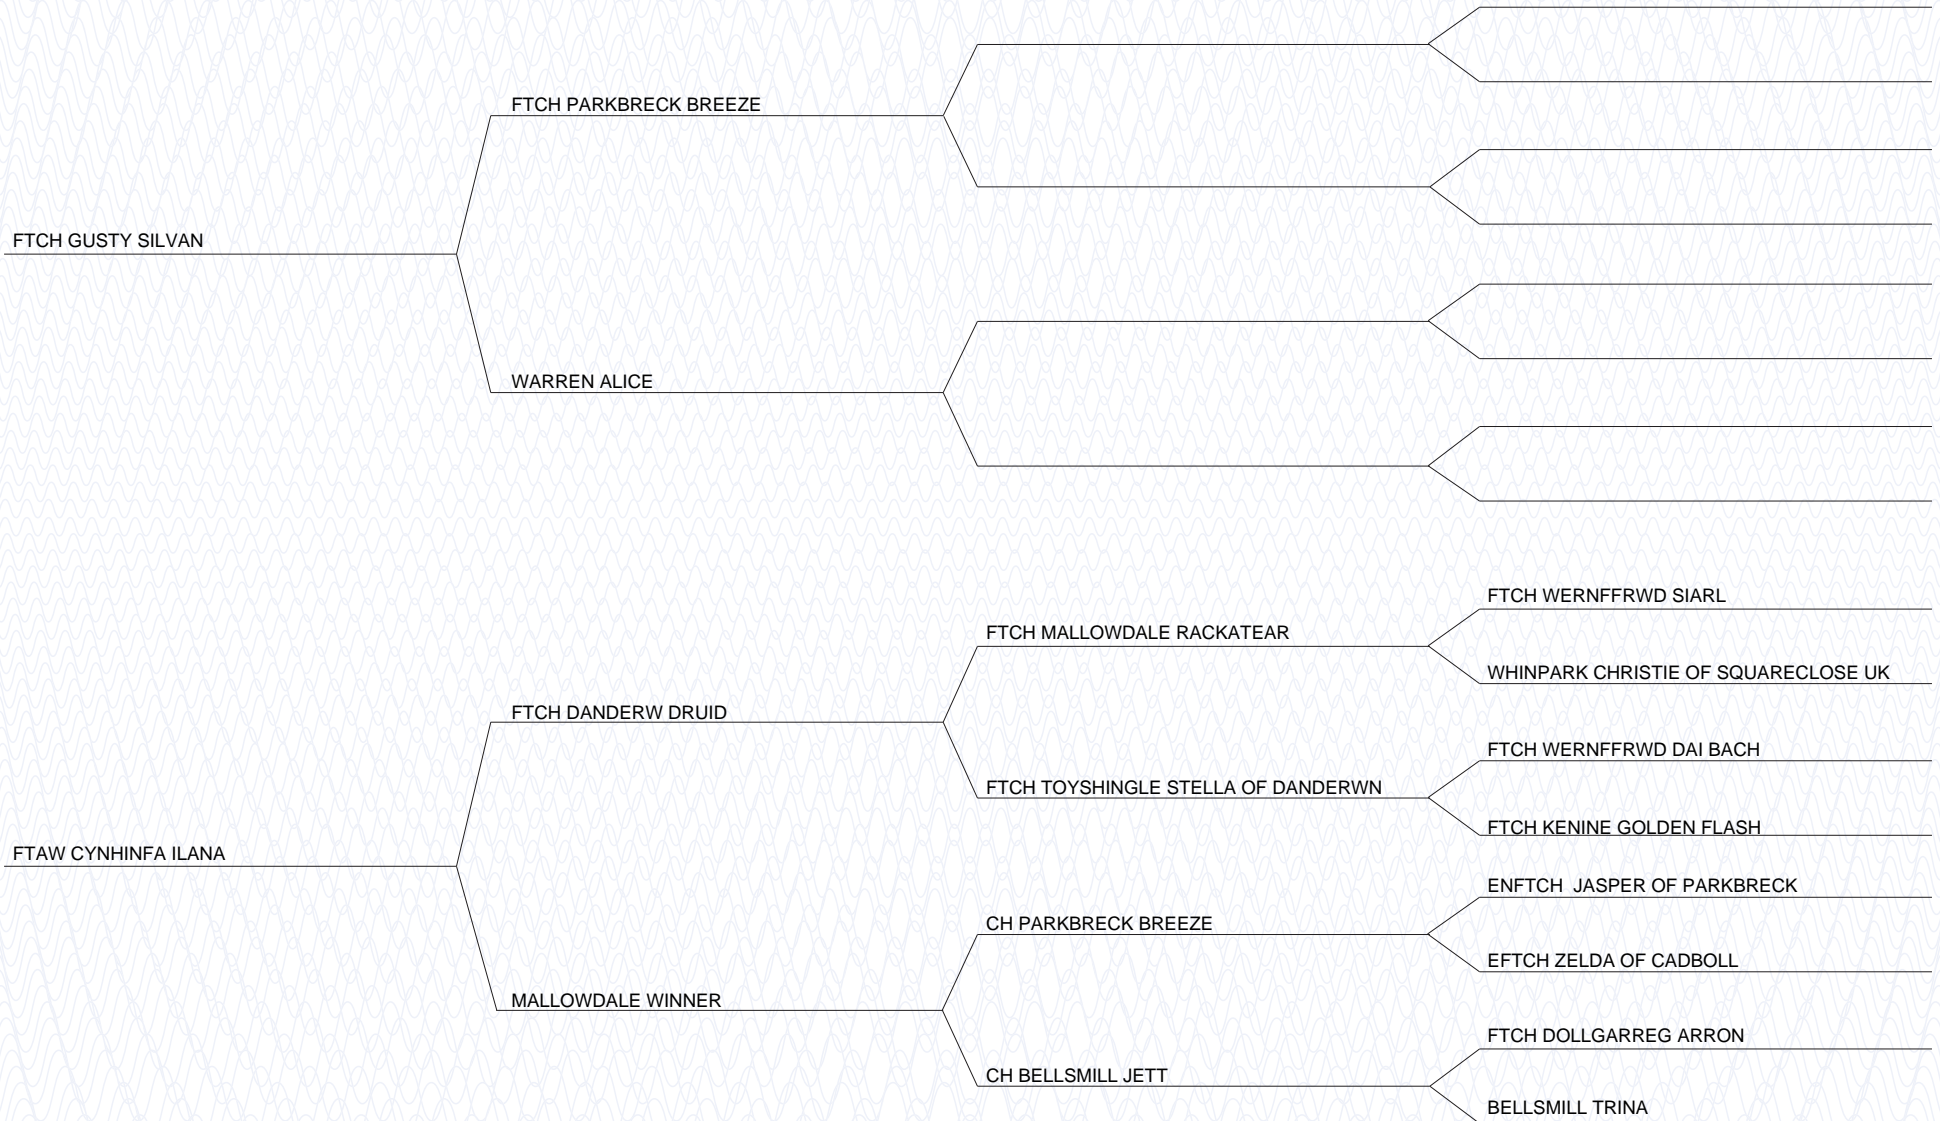 FTCH PARKBRECK BREEZE
FTCH GUSTY SILVAN
WARREN ALICE
FTCH WERNFFRWD SIARL
FTCH MALLOWDALE RACKATEAR
WHINPARK CHRISTIE OF SQUARECLOSE UK
FTCH DANDERW DRUID
FTCH WERNFFRWD DAI BACH
FTCH TOYSHINGLE STELLA OF DANDERWN
FTCH KENINE GOLDEN FLASH
FTAW CYNHINFA ILANA
ENFTCH  JASPER OF PARKBRECK
CH PARKBRECK BREEZE
EFTCH ZELDA OF CADBOLL
MALLOWDALE WINNER
FTCH DOLLGARREG ARRON
CH BELLSMILL JETT
BELLSMILL TRINA